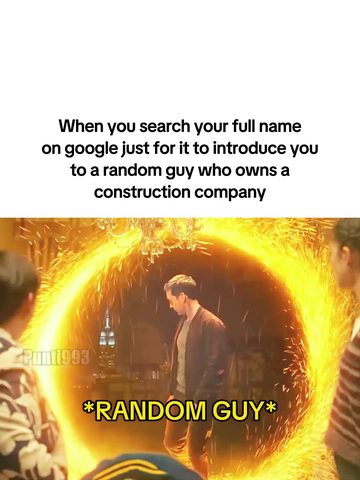 When you search your full name
on google just for it to introduce you
to a random guy who owns a
construction company
Punt1993
*RANDOM GUY*